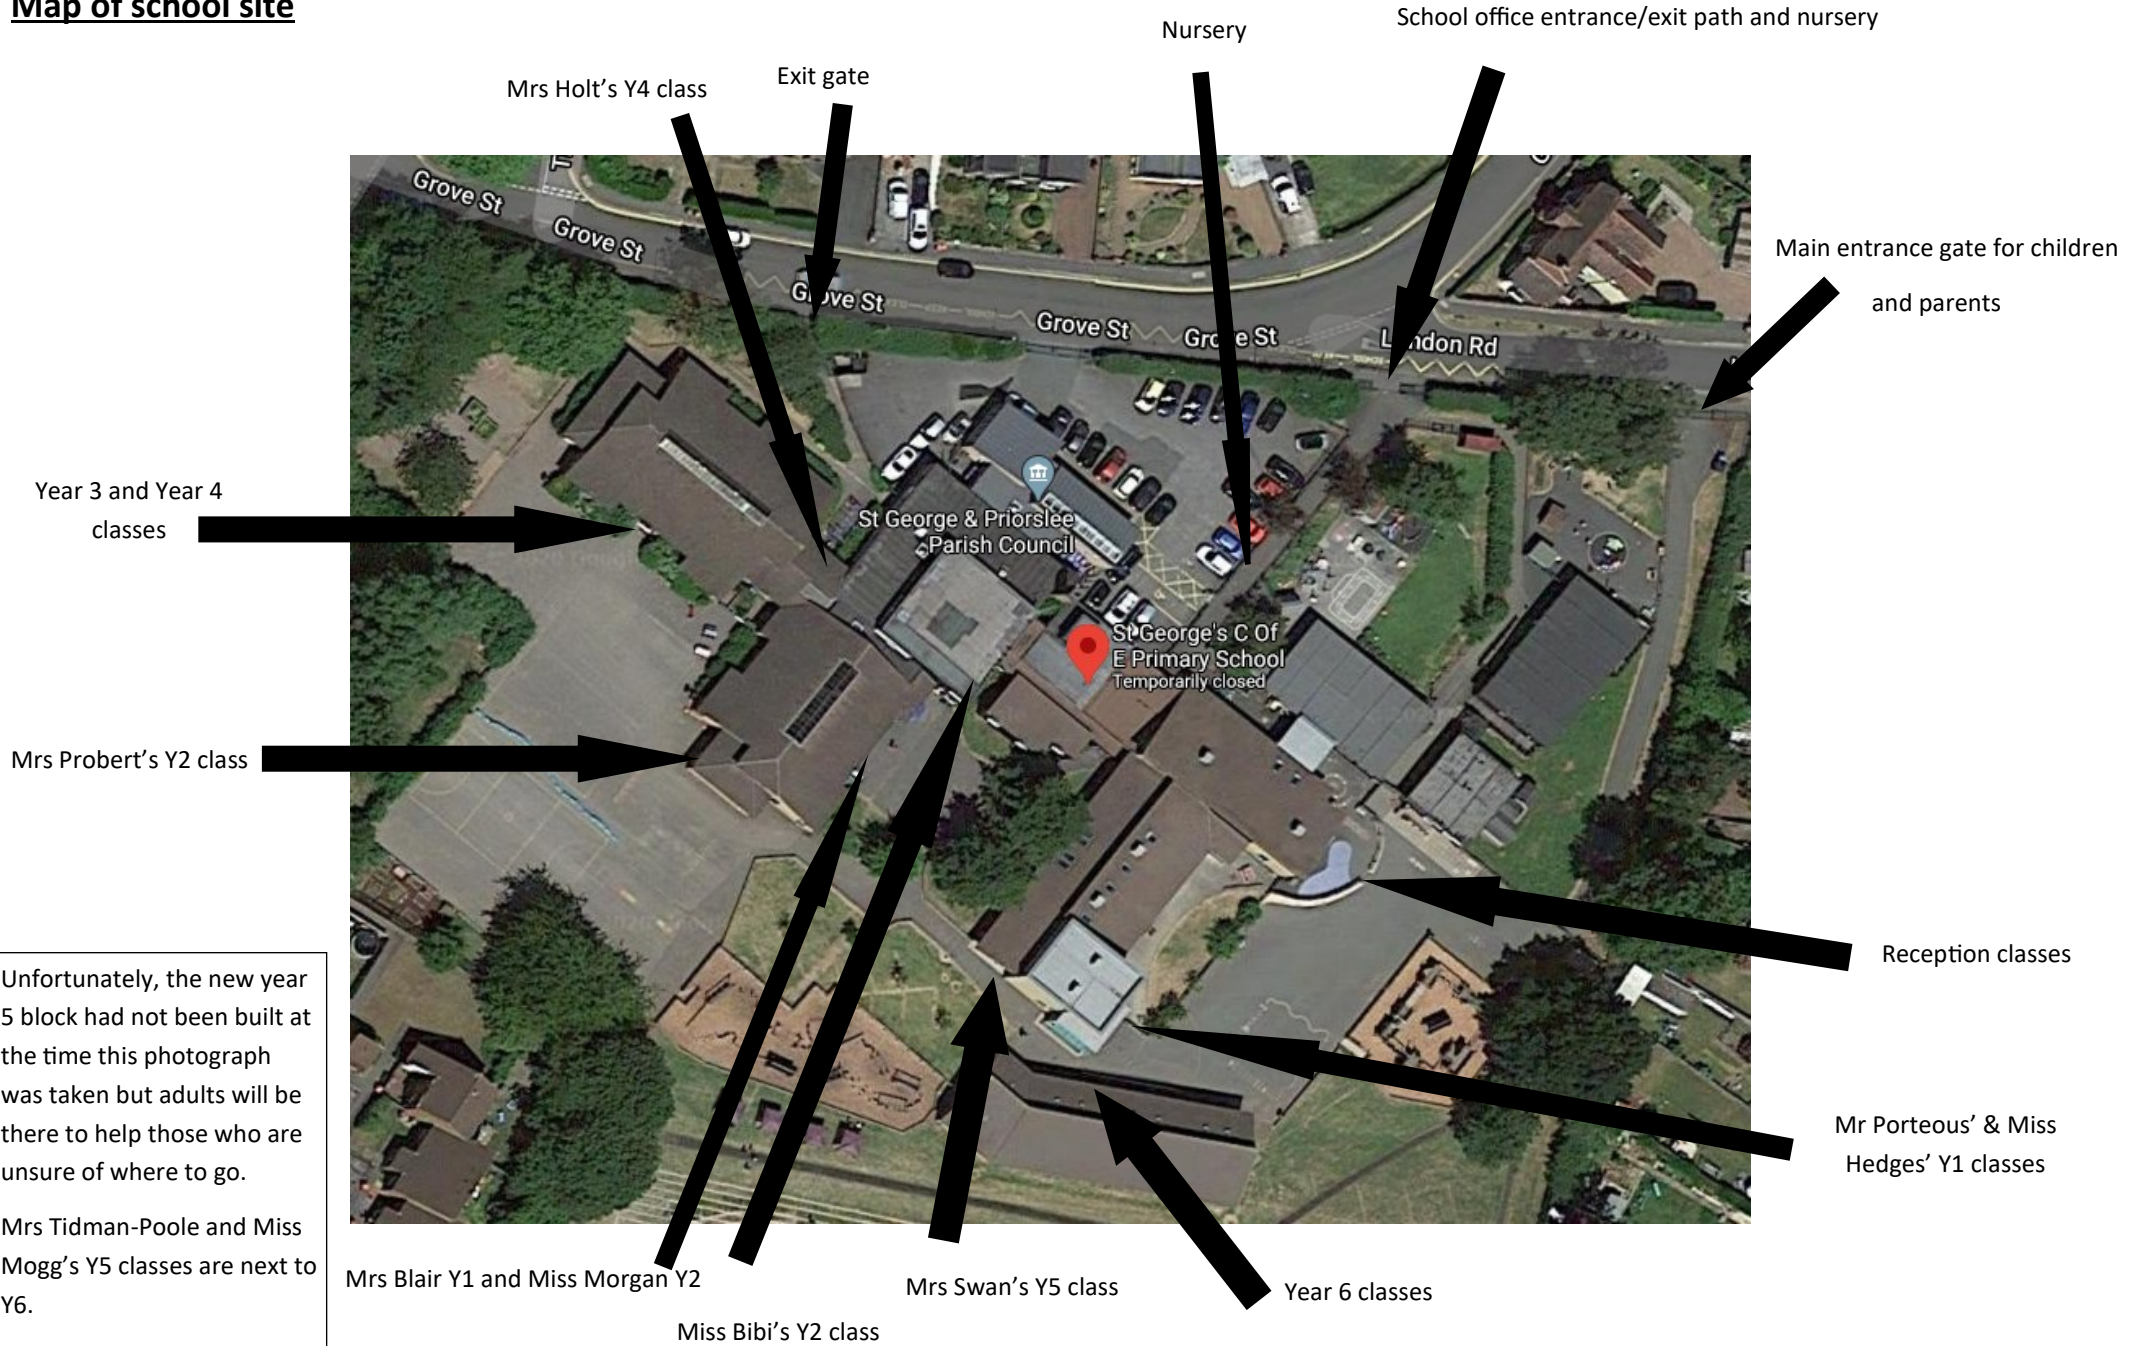 Map of school site
School office entrance/exit path and nursery
Nursery
Exit gate
Mrs Holt’s Y4 class
Grove St
Grove St
Grove St
Grove St
Grove St
London Rd
Main entrance gate for children
and parents
Year 3 and Year 4
classes
St George & Priorslee
Parish Council
St George's C Of
E Primary School
Temporarily closed
Mrs Probert’s Y2 class
Reception classes
Unfortunately, the new year
5 block had not been built at
the time this photograph
was taken but adults will be
there to help those who are
unsure of where to go.
Mrs Tidman-Poole and Miss
Mogg’s Y5 classes are next to
Y6.
Mr Porteous’ & Miss
Hedges’ Y1 classes
Mrs Blair Y1 and Miss Morgan Y2
Mrs Swan’s Y5 class
Year 6 classes
Miss Bibi’s Y2 class